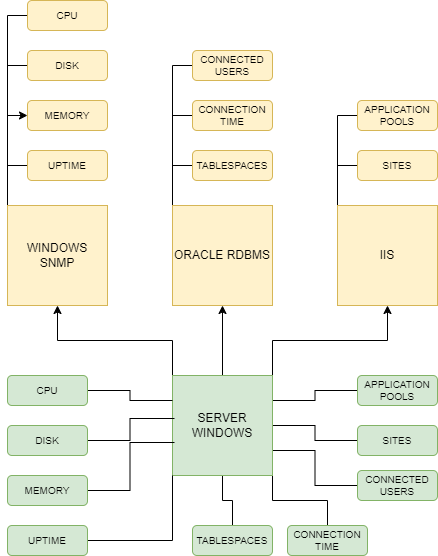 CPU
DISK
CONNECTED
USERS
MEMORY
CONNECTION
TIME
APPLICATION
POOLS
UPTIME
TABLESPACES
SITES
WINDOWS
SNMP
ORACLE RDBMS
IIS
CPU
SERVER
WINDOWS
APPLICATION
POOLS
DISK
SITES
MEMORY
CONNECTED
USERS
UPTIME
TABLESPACES
CONNECTION
TIME